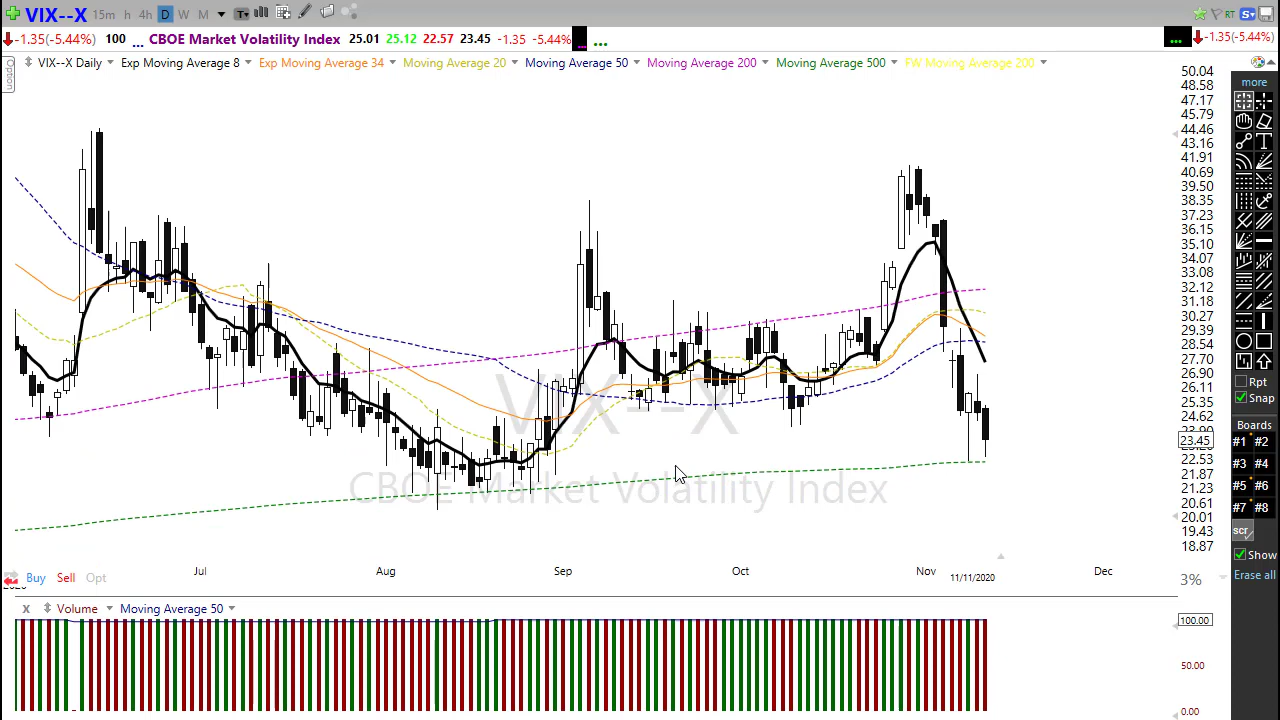 VIX--X 15m h 4h D W M T RT S
-1.35(-5.44%) 100 ... CBOE Market Volatility Index 25.01 25.12 22.57 23.45 -1.35 -5.44% ... ... ... -1.35(-5.44%)
Option
VIX--X Daily Exp Moving Average 8 Exp Moving Average 34 Moving Average 20 Moving Average 50 Moving Average 200 Moving Average 500 FW Moving Average 200
50.04
48.58
47.17
45.79
44.46
43.16
41.91
40.69
39.50
38.35
37.23
36.15
35.10
34.07
33.08
32.12
31.18
30.27
29.39
28.54
27.70
26.90
26.11
25.35
24.62
23.90
23.45
22.53
21.87
21.23
20.61
20.01
19.43
18.87
3%
VIX--X
CBOE Market Volatility Index
Jul Aug Sep Oct Nov Dec
11/11/2020
Buy Sell Opt
x Volume Moving Average 50
100.00
50.00
0.00
more
T
Rpt
Snap
Boards
#1 #2
#3 #4
#5 #6
#7 #8
scr
Show
Erase all